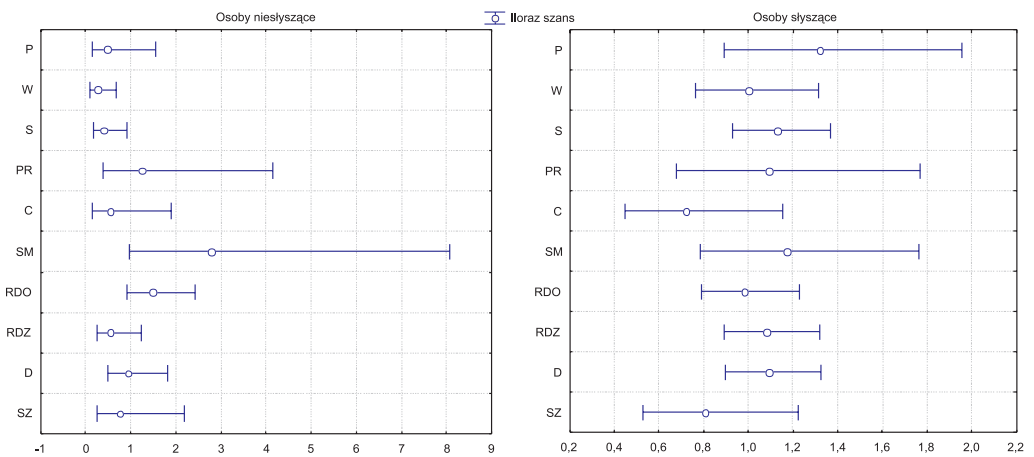 Osoby niesłyszące
Iloraz szans
Osoby słyszące
P
W
S
PR
C
SM
RDO
RDZ
D
SZ
-1 0 1 2 3 4 5 6 7 8 9
P
W
S
PR
C
SM
RDO
RDZ
D
SZ
0,2 0,4 0,6 0,8 1,0 1,2 1,4 1,6 1,8 2,0 2,2